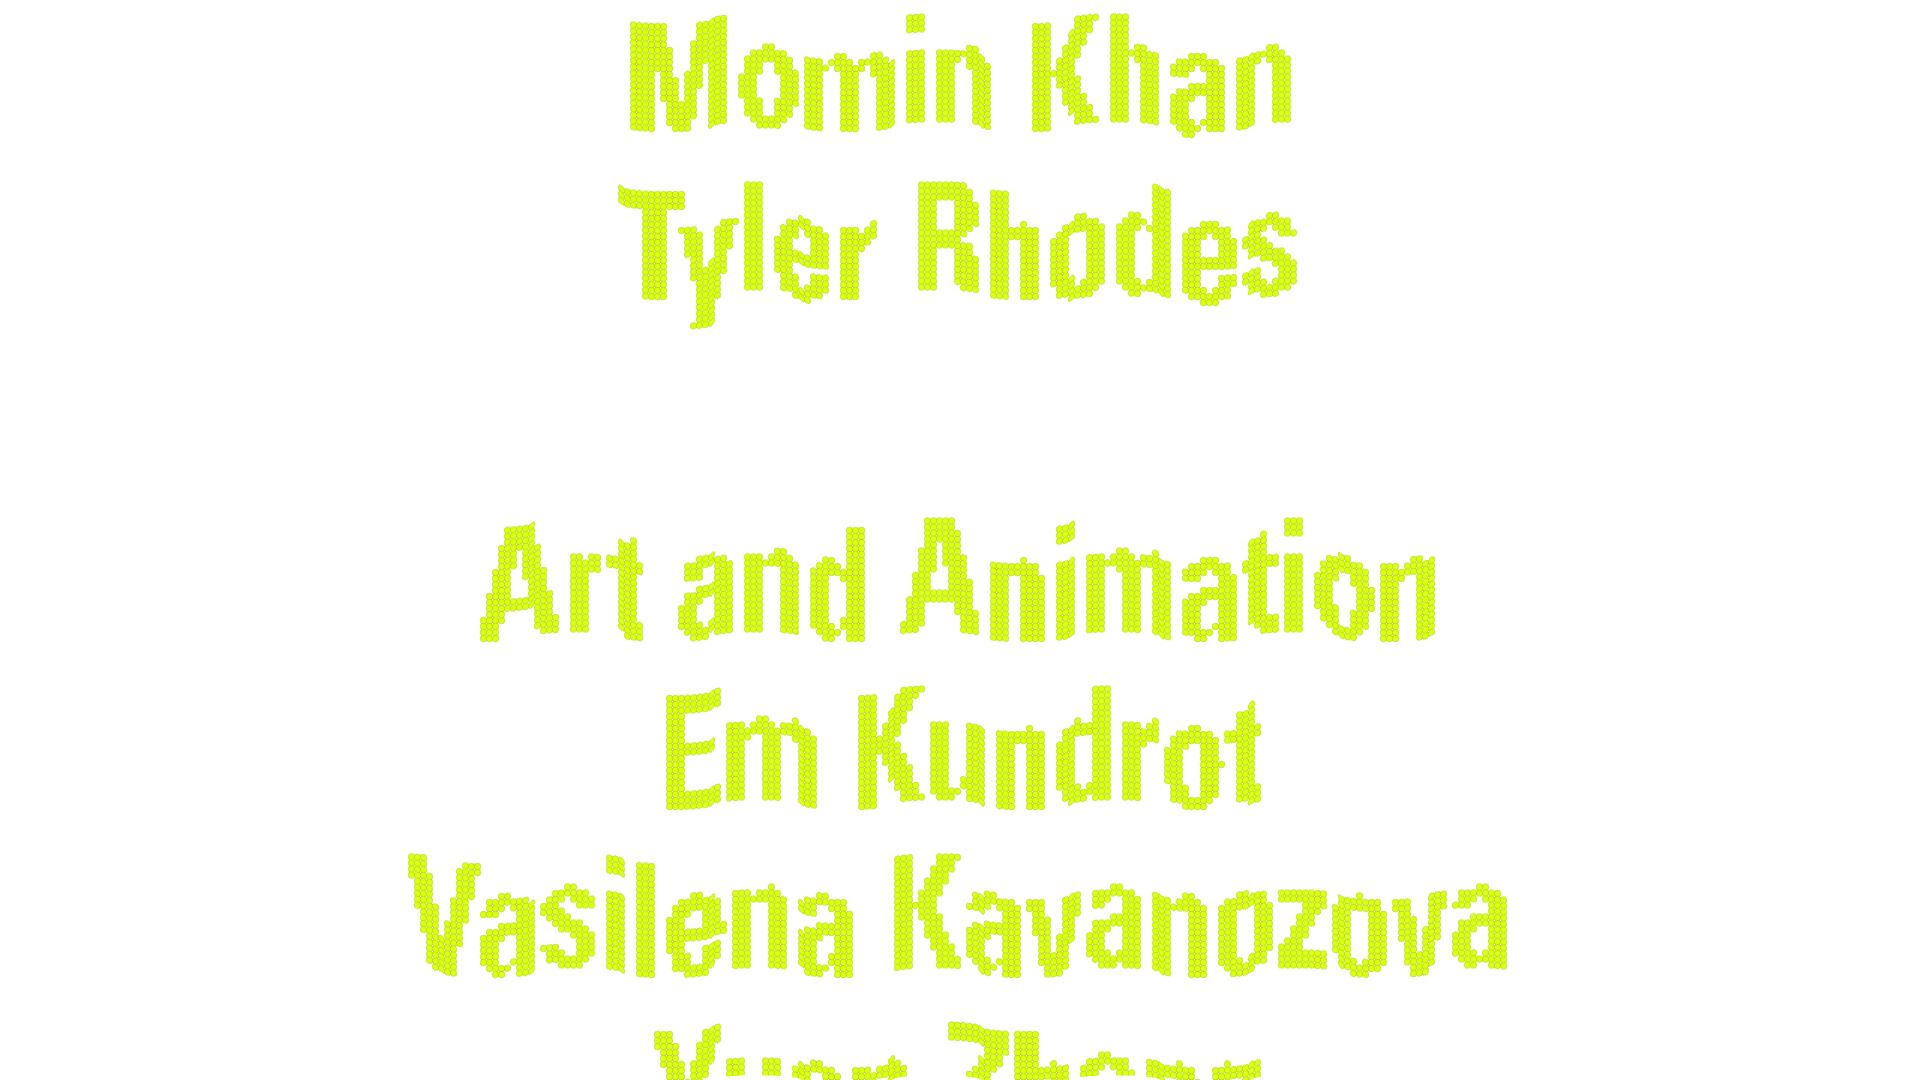 Momin Khan
Tyler Rhodes
Art and Animation
Em Kundrot
Vasilena Kavanozova